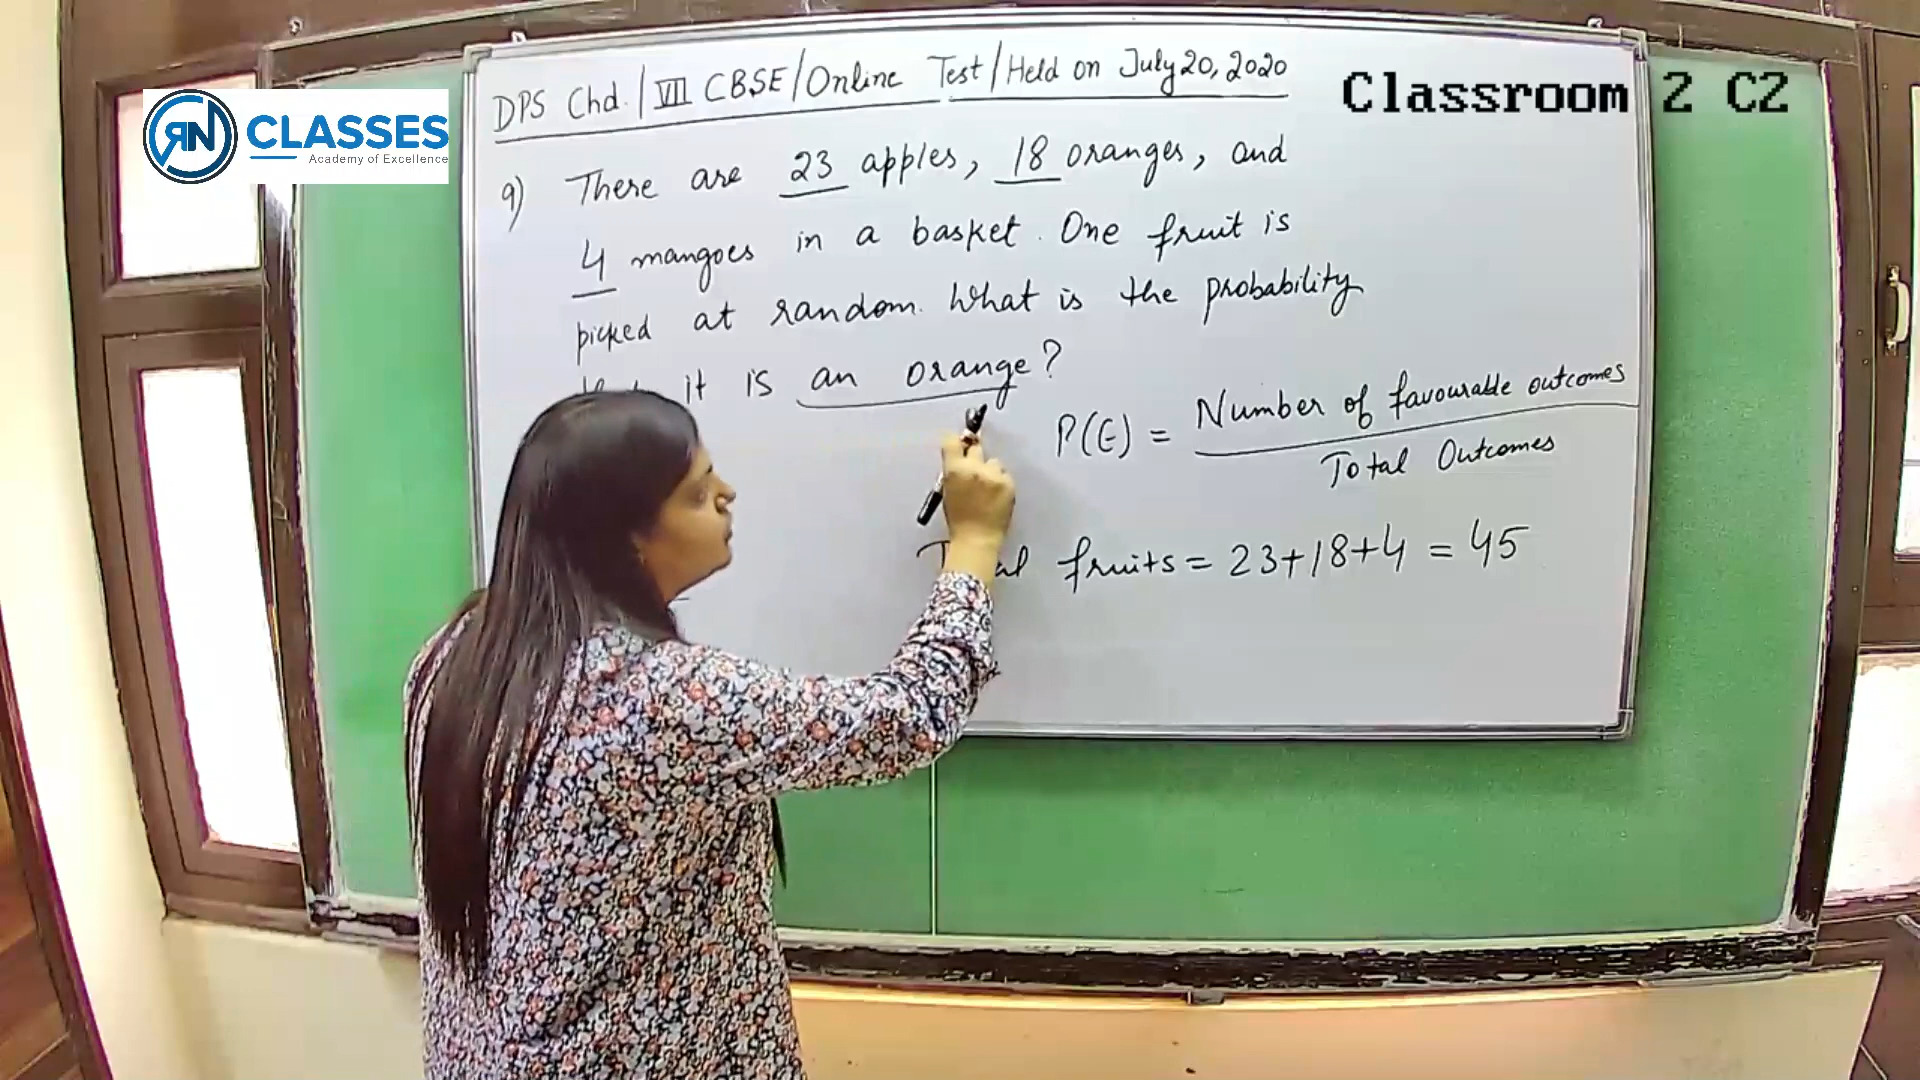 RN CLASSES
Academy of Excellence
Classroom 2 C2
DPS Chd. / VII CBSE/Online Test/Held on July 20, 2020
9) There are 23 apples, 18 oranges, and
4 mangoes in a basket. One fruit is
picked at random. What is the probability
it is an orange?
P(E) = Number of favourable outcomes
Total Outcomes
fruits = 23+18+4 = 45